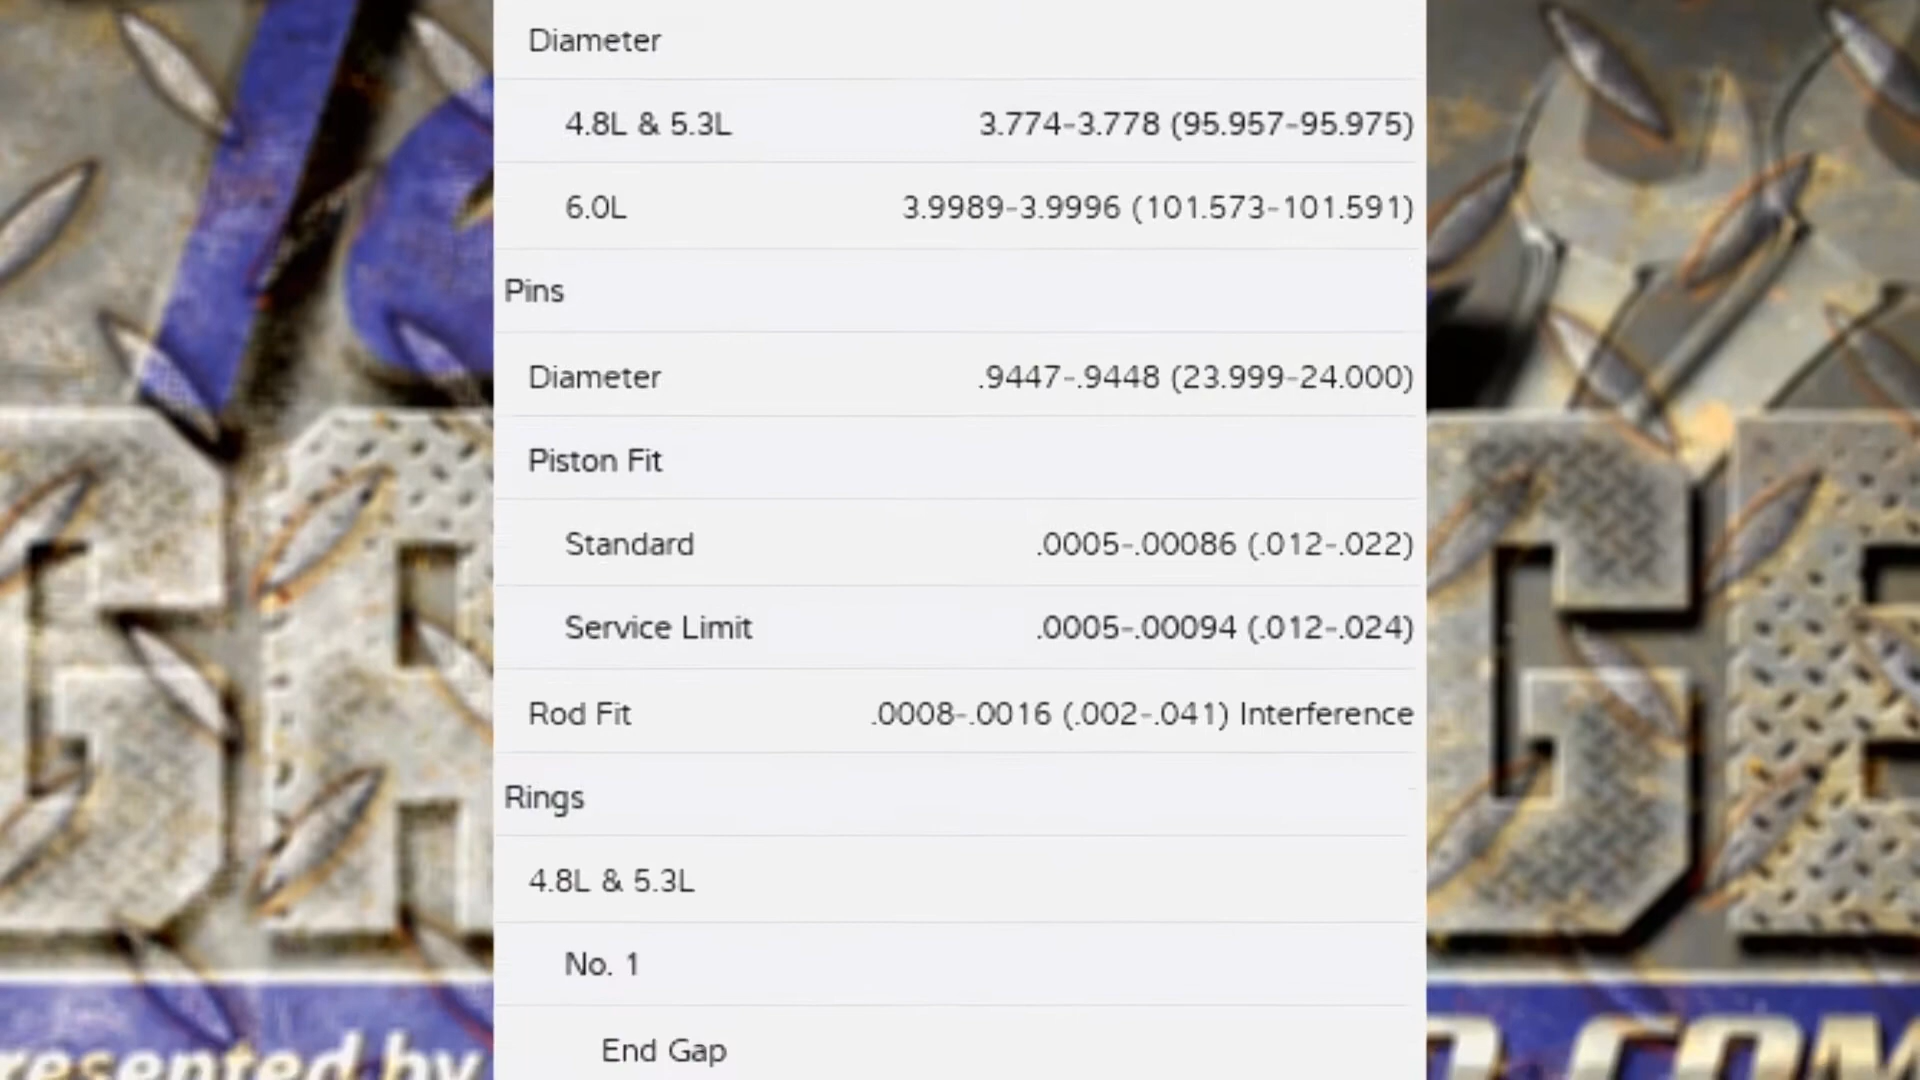 Diameter
4.8L & 5.3L 3.774-3.778 (95.957-95.975)
6.0L 3.9989-3.9996 (101.573-101.591)
Pins
Diameter .9447-.9448 (23.999-24.000)
Piston Fit
Standard .0005-.00086 (.012-.022)
Service Limit .0005-.00094 (.012-.024)
Rod Fit .0008-.0016 (.002-.041) Interference
Rings
4.8L & 5.3L
No. 1
End Gap
resented by